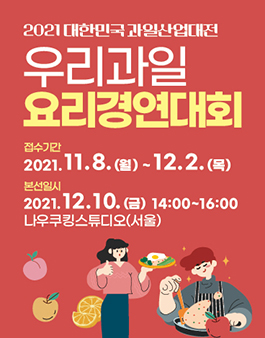 2021 대한민국 과일산업대전
우리과일
요리경연대회
접수기간
2021. 11. 8. (월) ~ 12. 2. (목)
본선일시
2021. 12. 10. (금) 14:00~16:00
나우쿠킹스튜디오(서울)